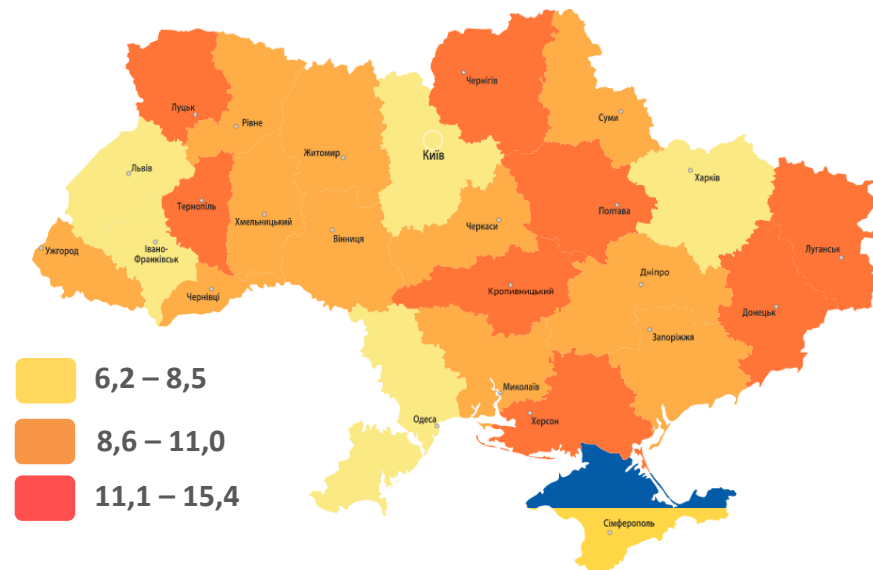 Чернігів
Луцьк
Суми
Рівне
Житомир
Київ
Львів
Харків
Тернопіль
Полтава
Хмельницький
Черкаси
Вінниця
Ужгород
Івано-
Франківськ
Луганськ
Дніпро
Чернівці
Кропивницький
Донецьк
Запоріжжя
Миколаїв
Одеса
Херсон
Сімферополь
6,2 – 8,5
8,6 – 11,0
11,1 – 15,4